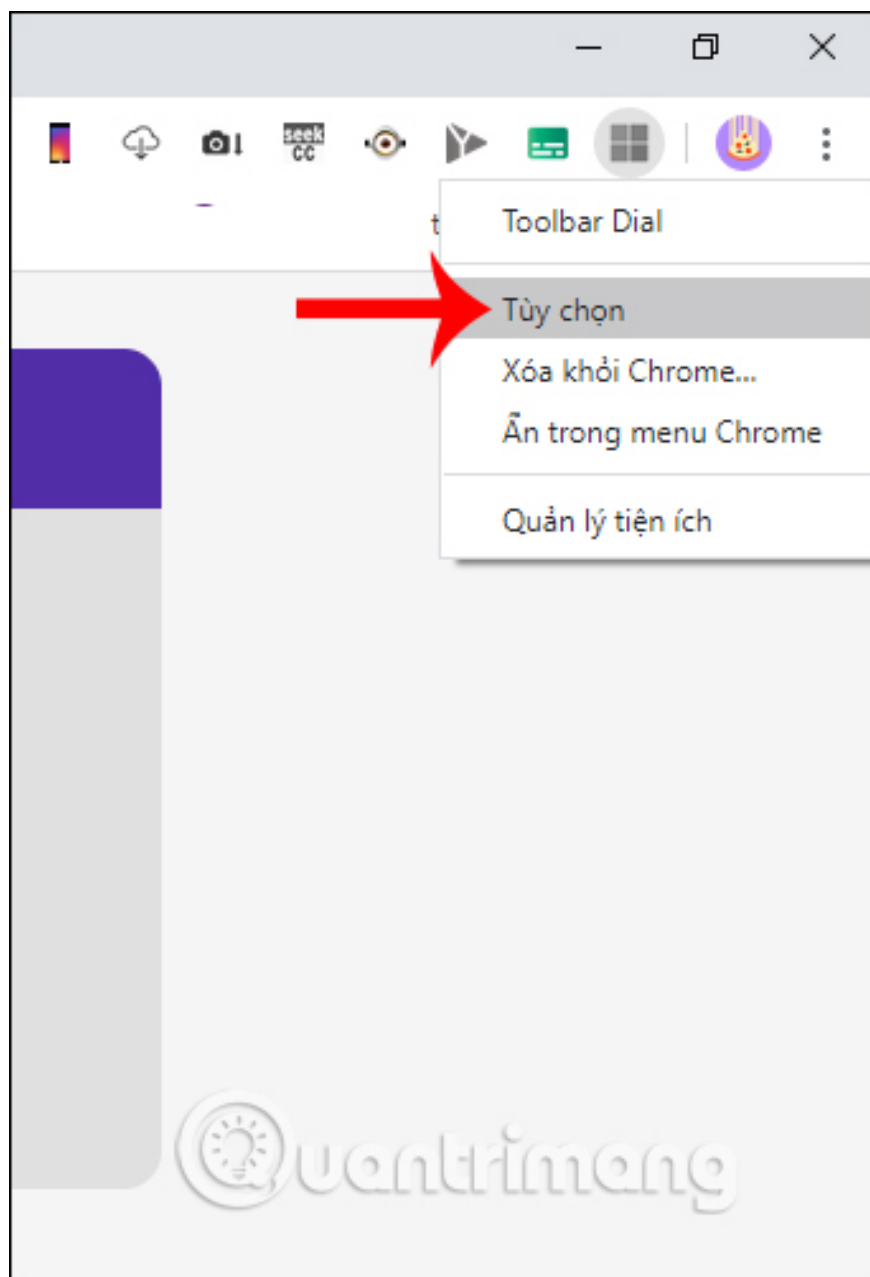 seek
CC
t
Toolbar Dial
Tùy chọn
Xóa khỏi Chrome...
Ẩn trong menu Chrome
Quản lý tiện ích
Quantrimang